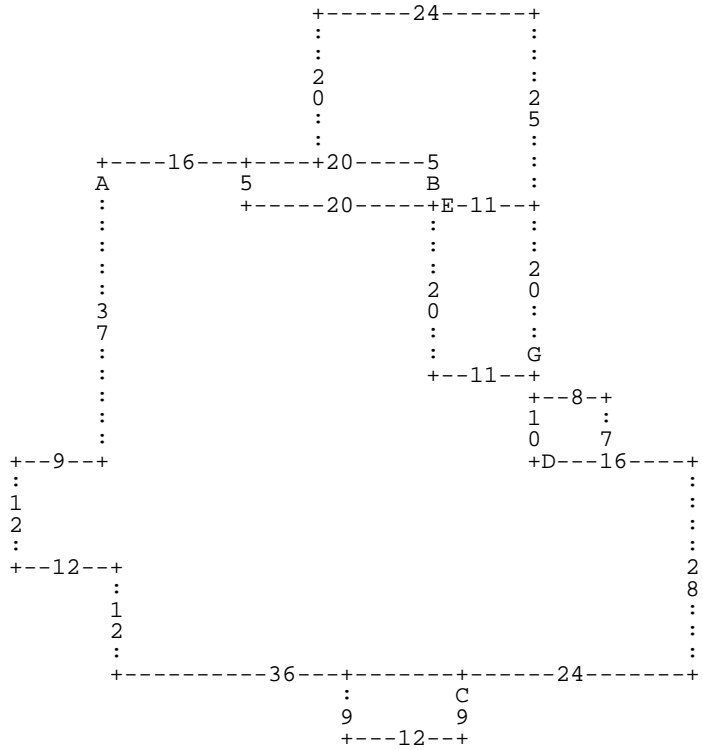 +------24------+
                     :              :
                     :              :
                     2              :
                     0              2
                     :              5
                     :              :
      +----16---+----+20-----5      :
      A         5            B      :
      :         +-----20-----+E-11--+
      :                      :      :
      :                      :      :
      :                      :      2
      :                      2      0
      3                      0      :
      7                      :      :
      :                      :      G
      :                      +--11--+
      :                             +--8-+
      :                             1    :
      :                             0    7
+--9--+                             +D---16----+
:                                              :
1                                              :
2                                              :
:                                              :
+--12--+                                       2
       :                                       8
       1                                       :
       2                                       :
       :                                       :
       +----------36---+-------+------24-------+
                       :       C
                       9       9
                       +---12--+